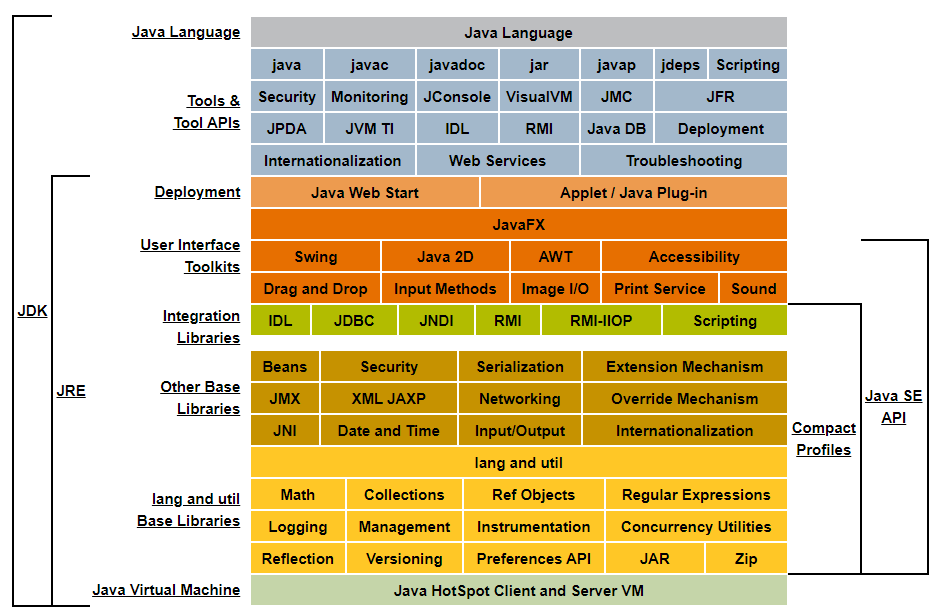 Java Language Java Language
java javac javadoc jar javap jdeps Scripting
Tools & Security Monitoring JConsole VisualVM JMC JFR
Tool APIs JPDA JVM TI IDL RMI Java DB Deployment
Internationalization Web Services Troubleshooting
Deployment Java Web Start Applet / Java Plug-in
JavaFX
User Interface Swing Java 2D AWT Accessibility
Toolkits Drag and Drop Input Methods Image I/O Print Service Sound
JDK Integration IDL JDBC JNDI RMI RMI-IIOP Scripting
Libraries
Beans Security Serialization Extension Mechanism
JRE Other Base JMX XML JAXP Networking Override Mechanism Java SE
Libraries JNI Date and Time Input/Output Internationalization Compact API
lang and util Profiles
lang and util Math Collections Ref Objects Regular Expressions
Base Libraries Logging Management Instrumentation Concurrency Utilities
Reflection Versioning Preferences API JAR Zip
Java Virtual Machine Java HotSpot Client and Server VM